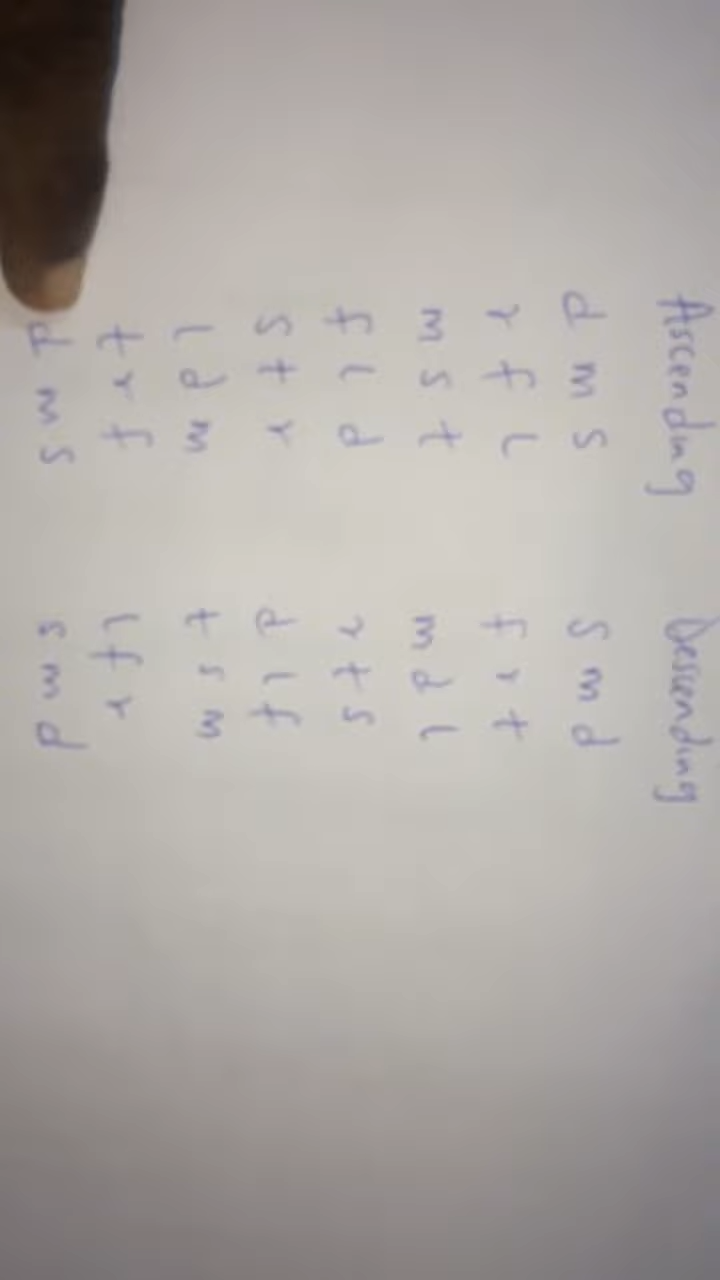 Ascending Descending
d m s s m d
r f l f r t
m s t m d l
f l d r t s
s t r d l f
l d m t s m
t r f l f r
d m s s m d